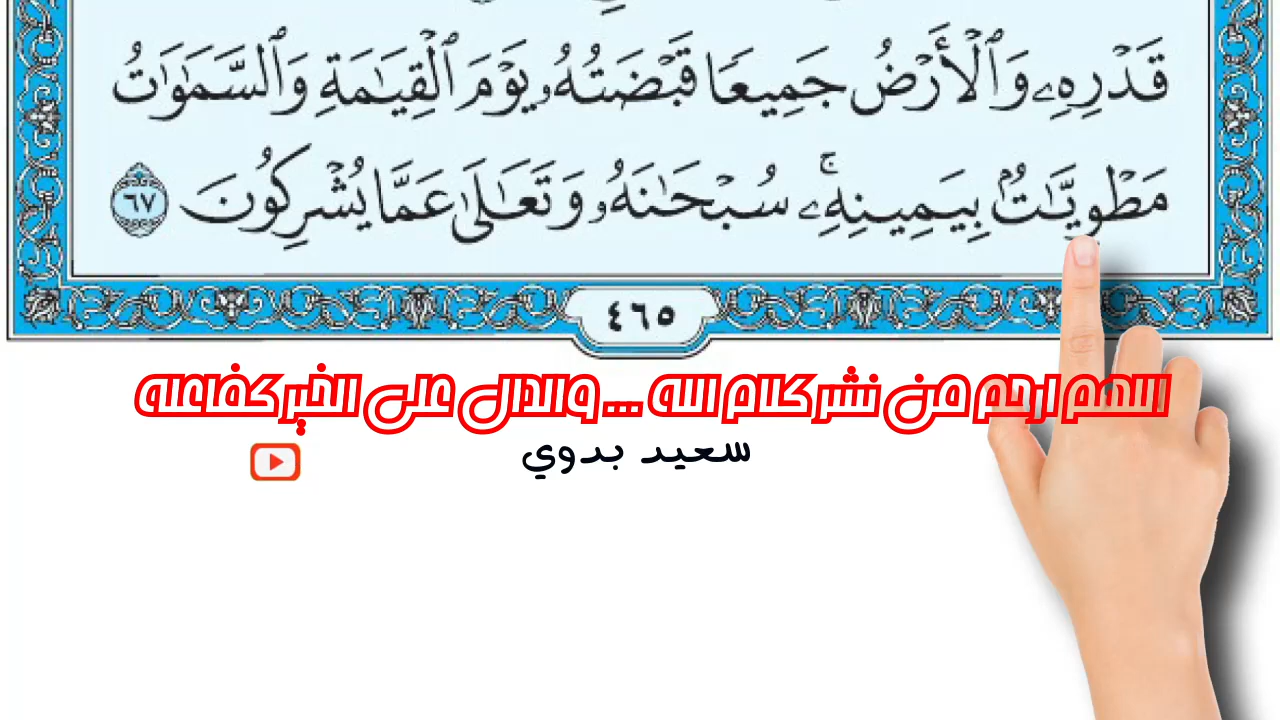 قَدْرِهِۦ وَٱلْأَرْضُ جَمِيعًا قَبْضَتُهُۥ يَوْمَ ٱلْقِيَٰمَةِ وَٱلسَّمَٰوَٰتُ
مَطْوِيَّٰتٌۢ بِيَمِينِهِۦۚ سُبْحَٰنَهُۥ وَتَعَٰلَىٰ عَمَّا يُشْرِكُونَ ٦٧
٤٦٥
اللهم ارحم من نشر كلام الله ... والدال على الخير كفاعله
سعيد بدوي